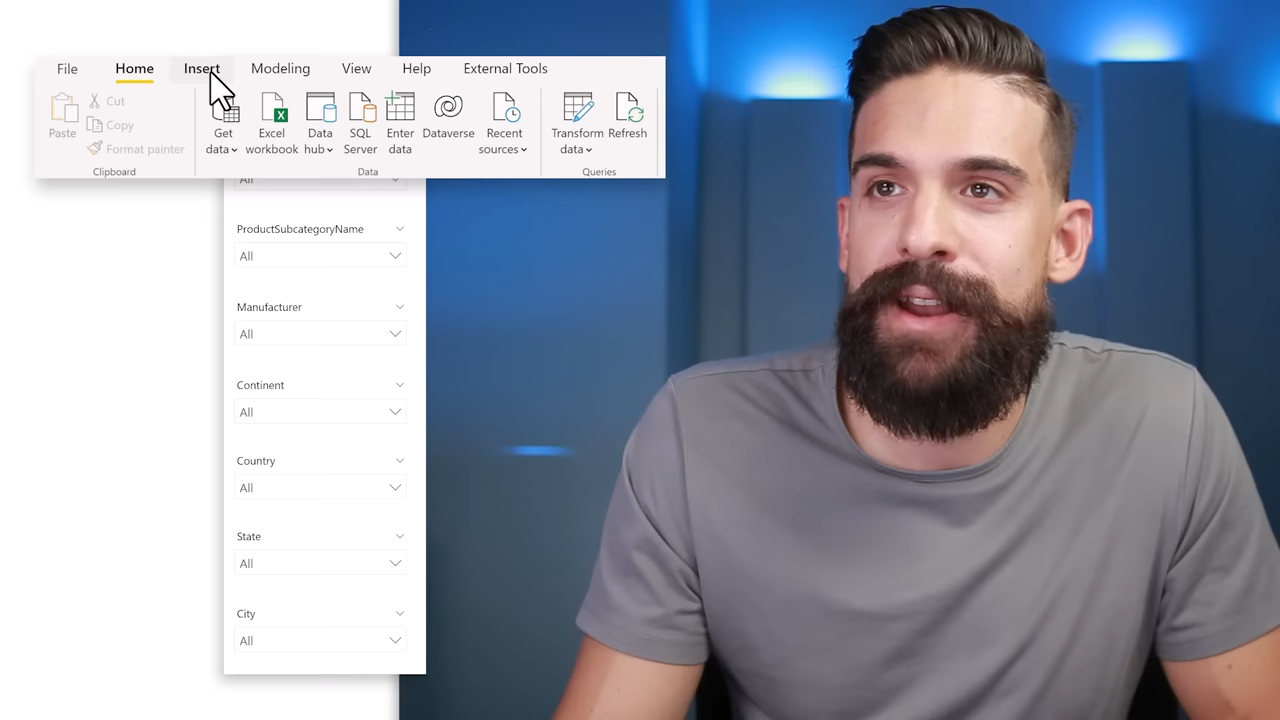 File Home Insert Modeling View Help External Tools
Paste
Cut
Copy
Format painter
Get data
Excel workbook
Data hub
SQL Server
Enter data
Dataverse
Recent sources
Transform data
Refresh
Clipboard Data Queries
All
ProductSubcategoryName
All
Manufacturer
All
Continent
All
Country
All
State
All
City
All